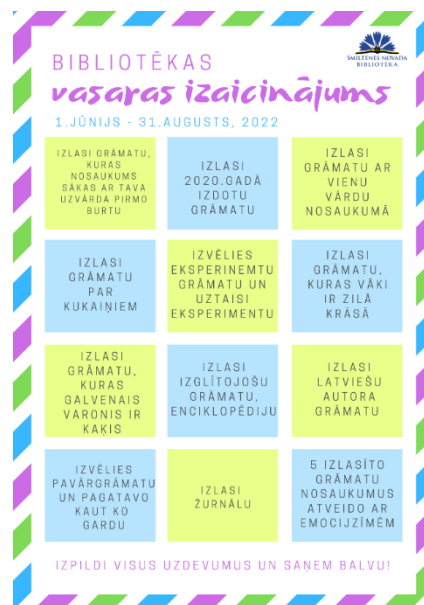 SMILTENES NOVADA
BIBLIOTĒKA
BIBLIOTĒKAS
vasaras izaicinājums
1.JŪNIJS - 31.AUGUSTS, 2022
IZLASI GRĀMATU,
KURAS
NOSAUKUMS
SĀKAS AR TAVA
UZVĀRDA PIRMO
BURTU
IZLASI
2020.GADĀ
IZDOTU
GRĀMATU
IZLASI
GRĀMATU AR
VIENU
VĀRDU
NOSAUKUMĀ
IZLASI
GRĀMATU
PAR
KUKAIŅIEM
IZVĒLIES
EKSPERINEMTU
GRĀMATU UN
UZTAISI
EKSPERIMENTU
IZLASI
GRĀMATU,
KURAS VĀKI
IR ZILĀ
KRĀSĀ
IZLASI
GRĀMATU,
KURAS
GALVENAIS
VARONIS IR
KAĶIS
IZLASI
IZGLĪTOJOŠU
GRĀMATU,
ENCIKLOPĒDIJU
IZLASI
LATVIEŠU
AUTORA
GRĀMATU
IZVĒLIES
PAVĀRGRĀMATU
UN PAGATAVO
KAUT KO
GARDU
IZLASI
ŽURNĀLU
5 IZLASĪTO
GRĀMATU
NOSAUKUMUS
ATVEIDO AR
EMOCIJZĪMĒM
IZPILDI VISUS UZDEVUMUS UN SAŅEM BALVU!